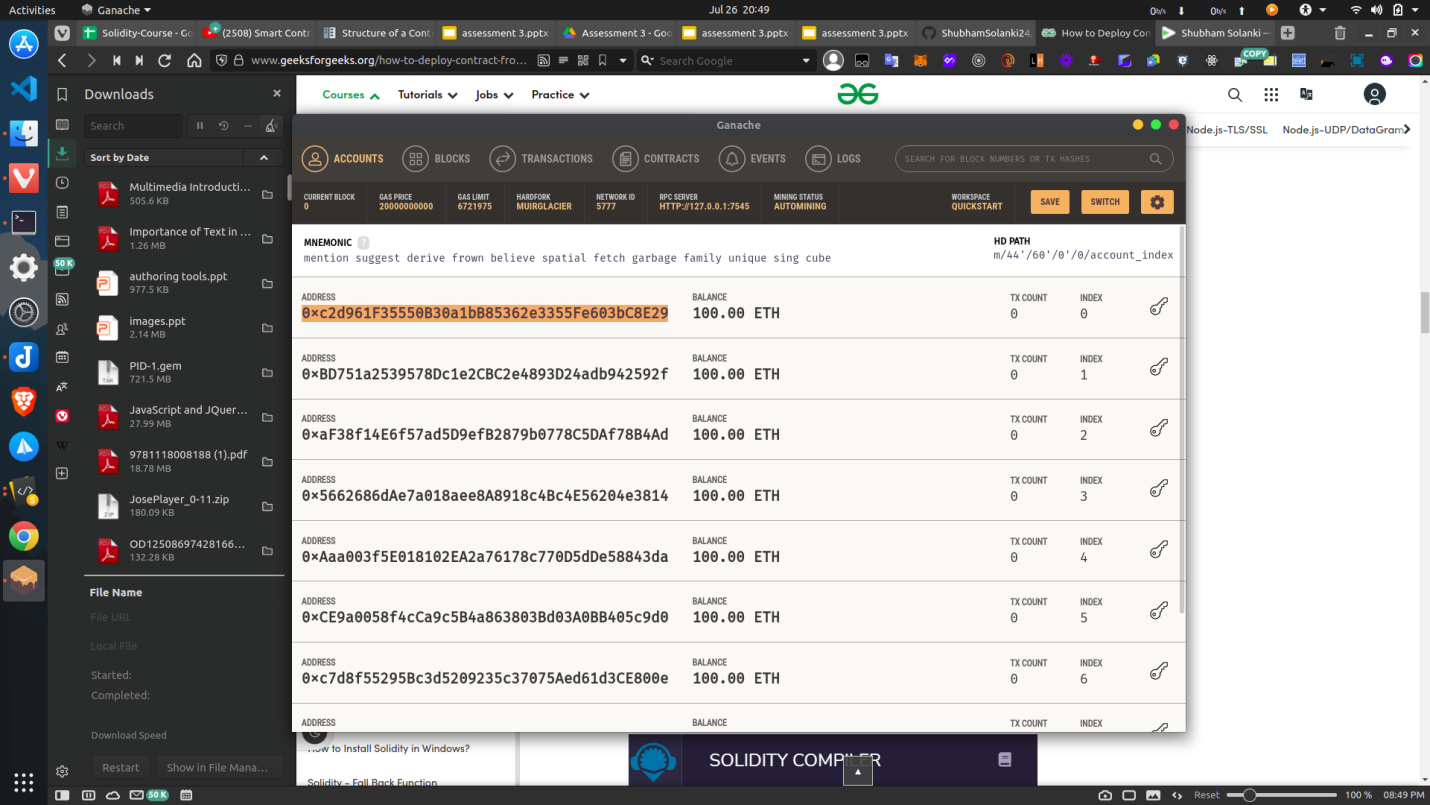 Activities
Ganache
Jul 26 20:49
0b/s 0b/s
Solidity-Course - Go
(2508) Smart Contr
Structure of a Cont
assessment 3.pptx
Assessment 3 - Goo
assessment 3.pptx
assessment 3.pptx
ShubhamSolanki24,
How to Deploy Con
Shubham Solanki —
www.geeksforgeeks.org/how-to-deploy-contract-fro...
Search Google
COPY
Downloads
Search
Sort by Date
Multimedia Introducti...
505.6 KB
Importance of Text in ...
1.26 MB
authoring tools.ppt
977.5 KB
images.ppt
2.14 MB
PID-1.gem
721.5 MB
JavaScript and JQuer...
27.99 MB
9781118008188 (1).pdf
18.78 MB
JosePlayer_0-11.zip
180.09 KB
OD12508697428166...
132.28 KB
File Name
File URL
Local File
Started:
Completed:
Download Speed
Restart
Show in File Mana...
50 K
Courses
Tutorials
Jobs
Practice
Node.js-TLS/SSL
Node.js-UDP/DataGram
Ganache
ACCOUNTS
BLOCKS
TRANSACTIONS
CONTRACTS
EVENTS
LOGS
SEARCH FOR BLOCK NUMBERS OR TX HASHES
CURRENT BLOCK
0
GAS PRICE
20000000000
GAS LIMIT
6721975
HARDFORK
MUIRGLACIER
NETWORK ID
5777
RPC SERVER
HTTP://127.0.0.1:7545
MINING STATUS
AUTOMINING
WORKSPACE
QUICKSTART
SAVE
SWITCH
MNEMONIC ?
mention suggest derive frown believe spatial fetch garbage family unique sing cube
HD PATH
m/44'/60'/0'/0/account_index
ADDRESS BALANCE TX COUNT INDEX
0×c2d961F35550B30a1bB85362e3355Fe603bC8E29 100.00 ETH 0 0
ADDRESS BALANCE TX COUNT INDEX
0×BD751a2539578Dc1e2CBC2e4893D24adb942592f 100.00 ETH 0 1
ADDRESS BALANCE TX COUNT INDEX
0×aF38f14E6f57ad5D9efB2879b0778C5DAf78B4Ad 100.00 ETH 0 2
ADDRESS BALANCE TX COUNT INDEX
0×5662686dAe7a018aee8A8918c4Bc4E56204e3814 100.00 ETH 0 3
ADDRESS BALANCE TX COUNT INDEX
0×Aaa003f5E018102EA2a76178c770D5dDe58843da 100.00 ETH 0 4
ADDRESS BALANCE TX COUNT INDEX
0×CE9a0058f4cCa9c5B4a863803Bd03A0BB405c9d0 100.00 ETH 0 5
ADDRESS BALANCE TX COUNT INDEX
0×c7d8f55295Bc3d5209235c37075Aed61d3CE800e 100.00 ETH 0 6
ADDRESS BALANCE TX COUNT INDEX
How to Install Solidity in Windows?
Solidity - Fall Back Function
SOLIDITY COMPILER
50 K
Reset
100 %
08:49 PM